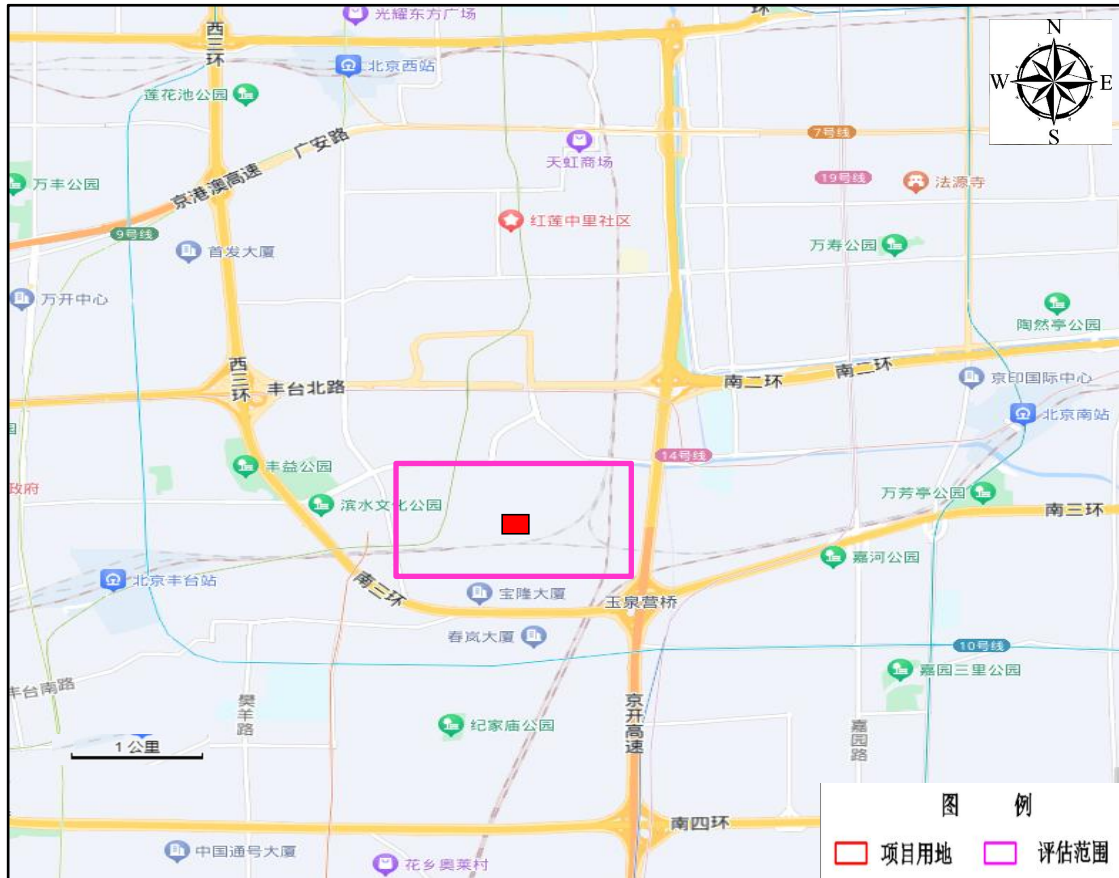 光耀东方广场
环
西三环
N
W E
S
北京西站
莲花池公园
广安路
7号线
天虹商场
万丰公园
京港澳高速
19号线
法源寺
红莲中里社区
9号线
首发大厦
万寿公园
万开中心
陶然亭公园
西三环
丰台北路
南二环
南二环
京印国际中心
北京南站
14号线
丰益公园
政府
滨水文化公园
万芳亭公园
南三环
嘉河公园
北京丰台站
南三环
宝隆大厦
玉泉营桥
春岚大厦
10号线
嘉园三里公园
丰台南路
樊羊路
京开高速
嘉园路
纪家庙公园
1公里
图 例
南四环
项目用地
评估范围
中国通号大厦
花乡奥莱村